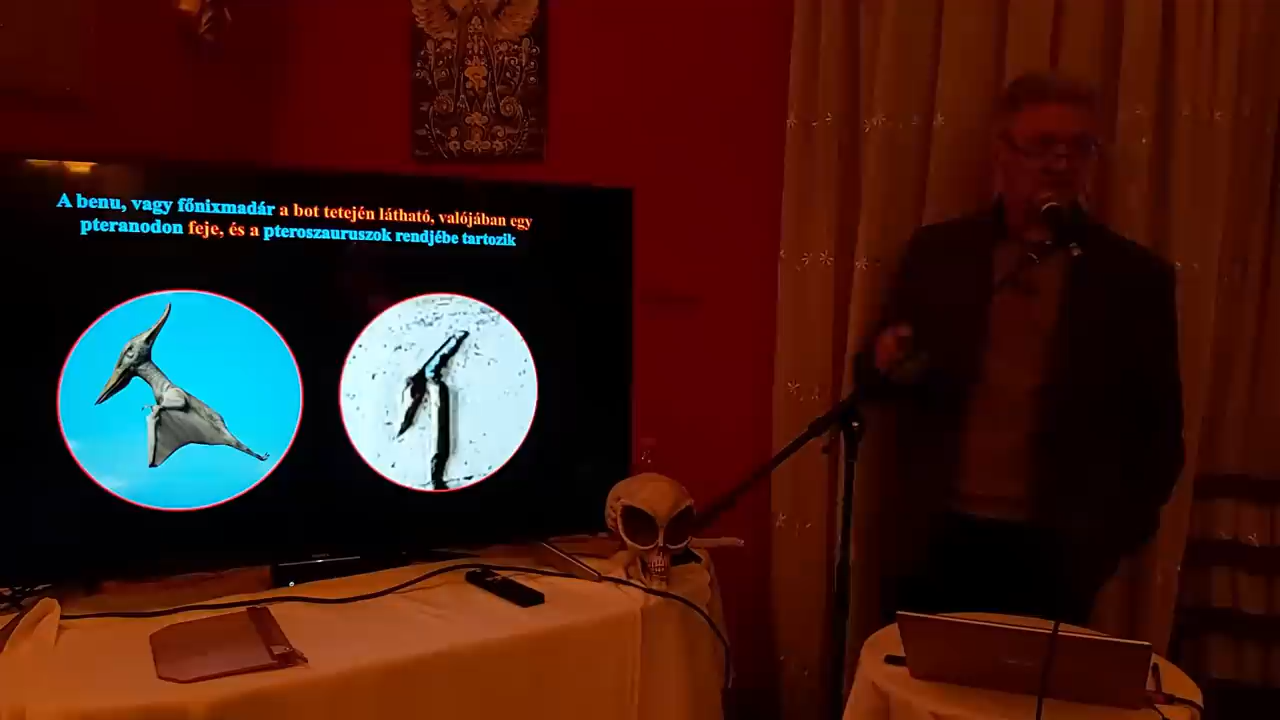 A benu, vagy főnixmadár a bot tetején látható, valójában egy
pteranodon feje, és a pteroszauruszok rendjébe tartozik